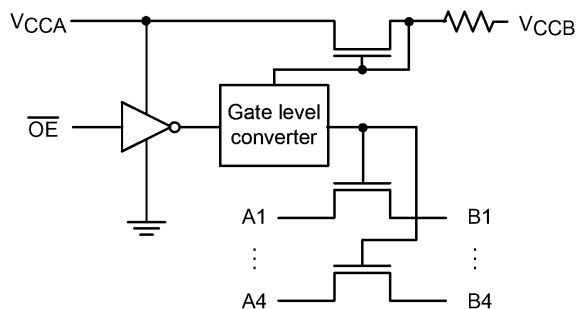 VCCA
VCCB
OE
Gate level
converter
A1
B1
⋮
⋮
A4
B4